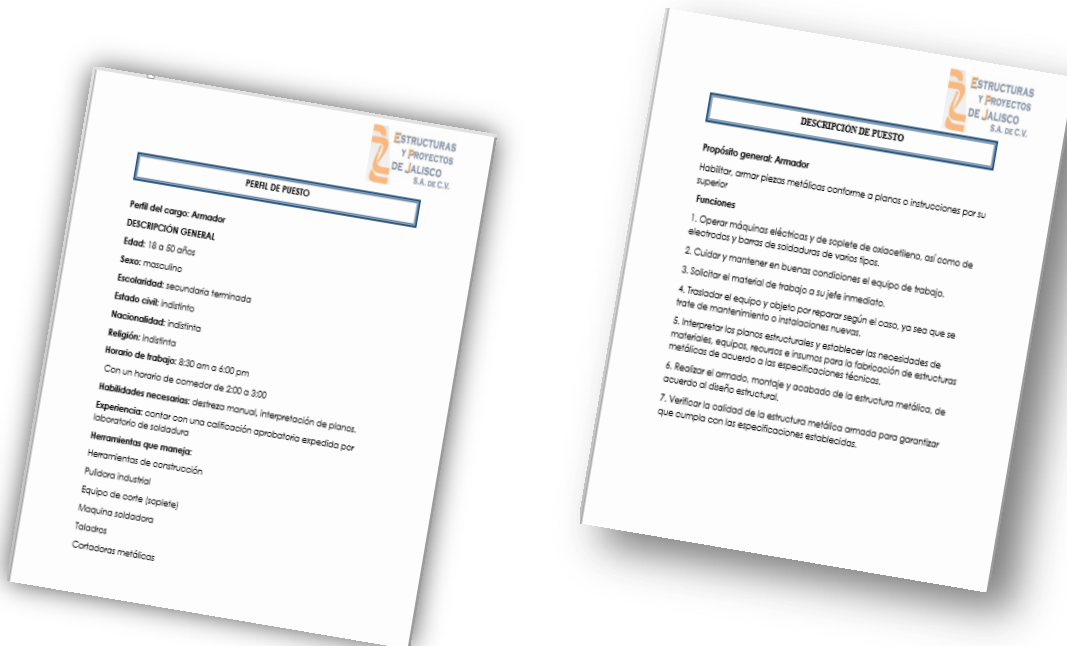 ESTRUCTURAS
Y PROYECTOS
DE JALISCO
S.A. DE C.V.
PERFIL DE PUESTO
Perfil del cargo: Armador
DESCRIPCIÓN GENERAL
Edad: 18 a 50 años
Sexo: masculino
Escolaridad: secundaria terminada
Estado civil: indistinto
Nacionalidad: indistinta
Religión: indistinta
Horario de trabajo: 8:30 am a 6:00 pm
Con un horario de comedor de 2:00 a 3:00
Habilidades necesarias: destreza manual, interpretación de planos.
Experiencia: contar con una calificación aprobatoria expedida por
laboratorio de soldadura
Herramientas que maneja:
Herramientas de construcción
Pulidora industrial
Equipo de corte (soplete)
Maquina soldadora
Taladros
Cortadoras metálicas
ESTRUCTURAS
Y PROYECTOS
DE JALISCO
S.A. DE C.V.
DESCRIPCIÓN DE PUESTO
Propósito general: Armador
Habilitar, armar piezas metálicas conforme a planos o instrucciones por su
superior
Funciones
1. Operar máquinas eléctricas y de soplete de oxiacetileno, así como de
electrodos y barras de soldaduras de varios tipos.
2. Cuidar y mantener en buenas condiciones el equipo de trabajo.
3. Solicitar el material de trabajo a su jefe inmediato.
4. Trasladar el equipo y objeto por reparar según el caso, ya sea que se
trate de mantenimiento o instalaciones nuevas.
5. Interpretar los planos estructurales y establecer las necesidades de
materiales, equipos, recursos e insumos para la fabricación de estructuras
metálicas de acuerdo a las especificaciones técnicas.
6. Realizar el armado, montaje y acabado de la estructura metálica, de
acuerdo al diseño estructural.
7. Verificar la calidad de la estructura metálica armada para garantizar
que cumpla con las especificaciones establecidas.